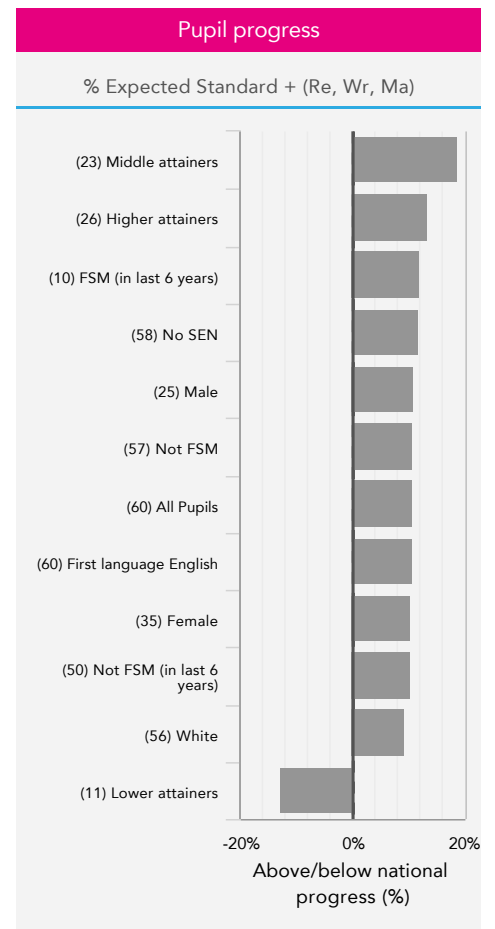 Pupil progress
% Expected Standard + (Re, Wr, Ma)
(23) Middle attainers
(26) Higher attainers
(10) FSM (in last 6 years)
(58) No SEN
(25) Male
(57) Not FSM
(60) All Pupils
(60) First language English
(35) Female
(50) Not FSM (in last 6
years)
(56) White
(11) Lower attainers
-20% 0% 20%
Above/below national
progress (%)